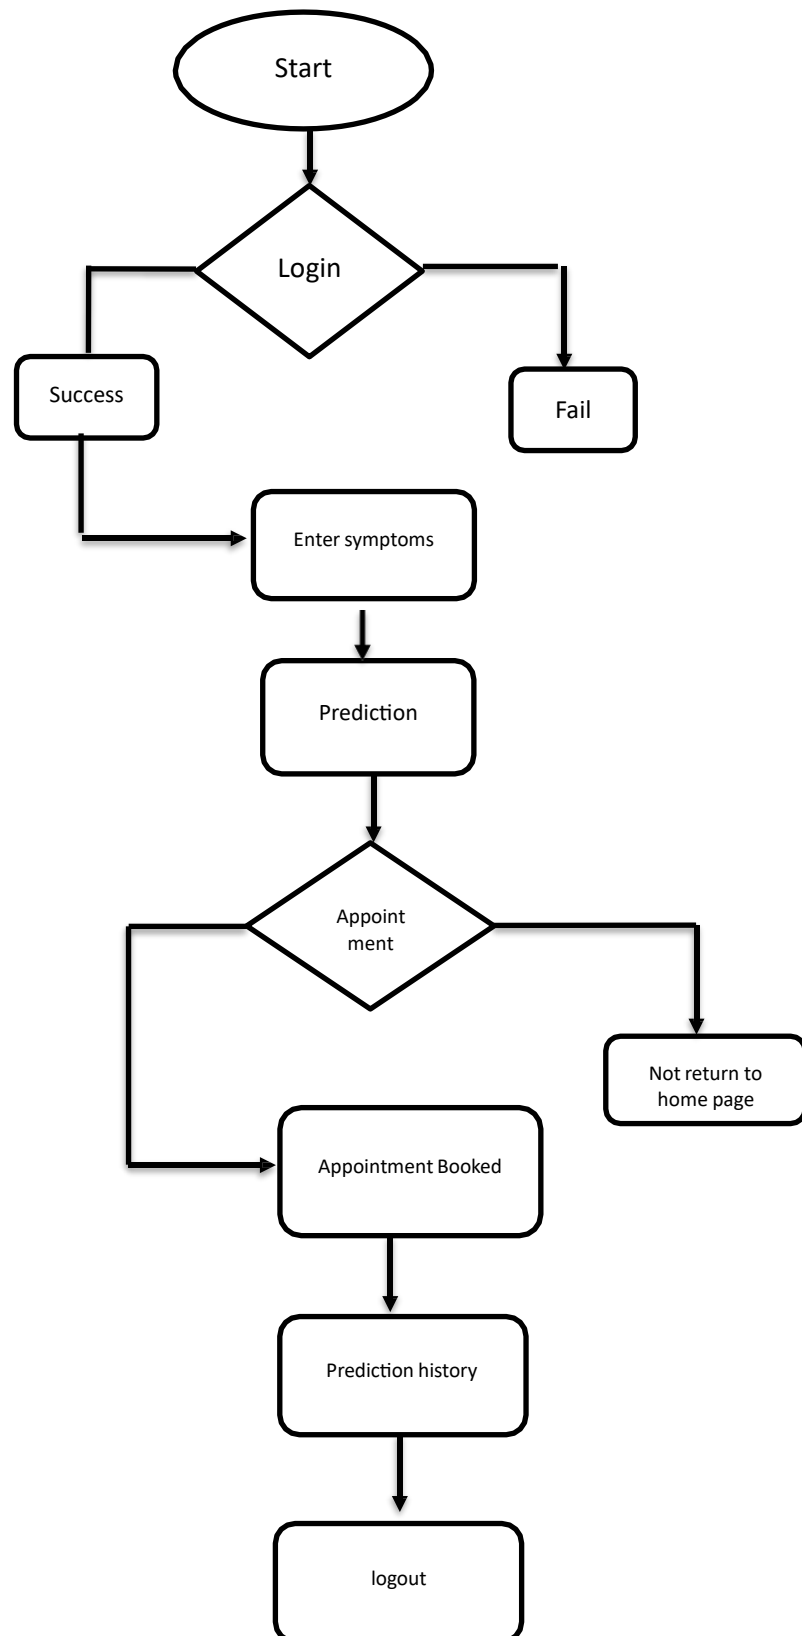 Start
Login
Success
Fail
Enter symptoms
Prediction
Appoint
ment
Not return to
home page
Appointment Booked
Prediction history
logout